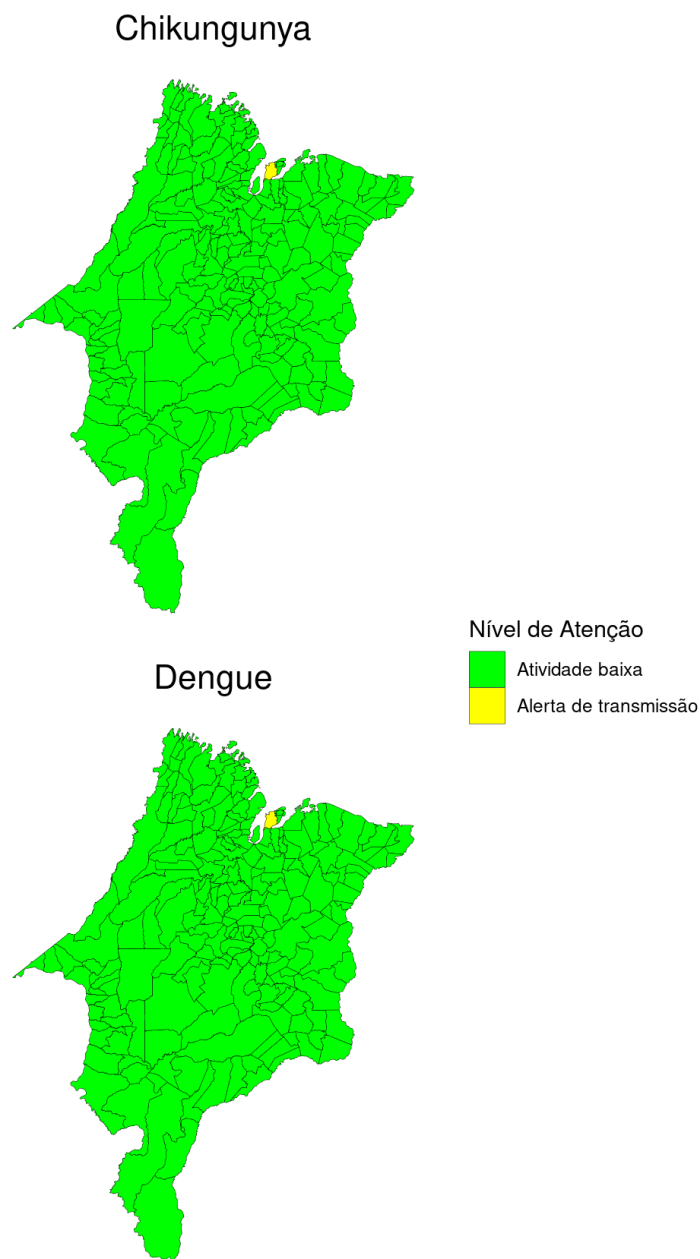 Chikungunya
Nível de Atenção
Atividade baixa
Alerta de transmissão
Dengue